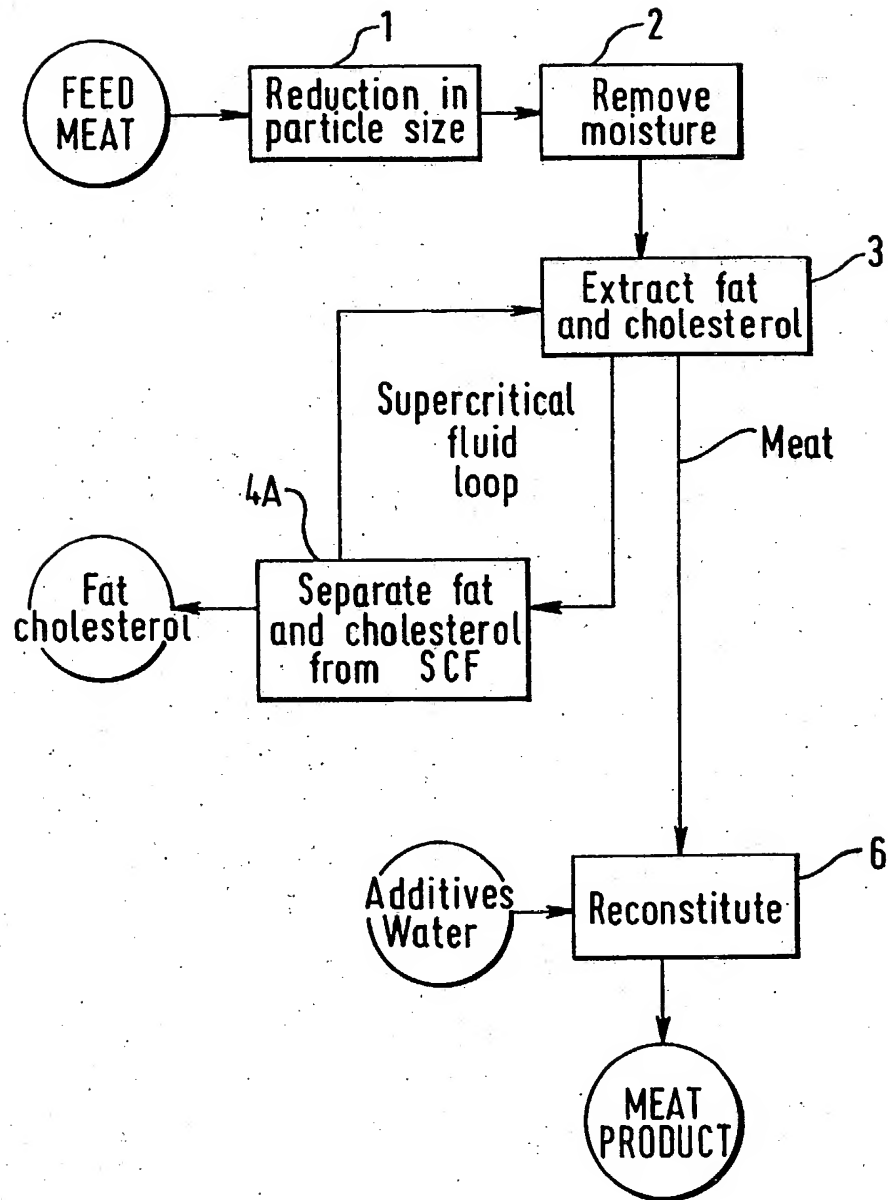 1
2
FEED
MEAT
Reduction in
particle size
Remove
moisture
3
Extract fat
and cholesterol
Supercritical
fluid
loop
Meat
4A
Fat
cholesterol
Separate fat
and cholesterol
from SCF
6
Additives
Water
Reconstitute
MEAT
PRODUCT